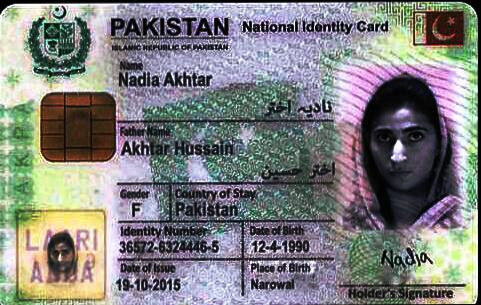 PAKISTAN National Identity Card
ISLAMIC REPUBLIC OF PAKISTAN
Name
Nadia Akhtar
نادیہ اختر
Father Name
Akhtar Hussain
اختر حسین
Gender Country of Stay
F Pakistan
Identity Number Date of Birth
36572-6324446-5 12-4-1990
Date of Issue Place of Birth
19-10-2015 Narowal
Nadia
Holder's Signature